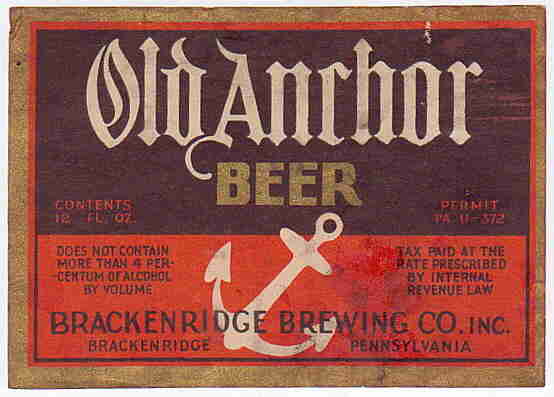 Old Anchor
BEER
CONTENTS
12 FL. OZ.
PERMIT
PA U-372
DOES NOT CONTAIN
MORE THAN 4 PER-
-CENTUM OF ALCOHOL
BY VOLUME
TAX PAID AT THE
RATE PRESCRIBED
BY INTERNAL
REVENUE LAW
BRACKENRIDGE BREWING CO. INC.
BRACKENRIDGE PENNSYLVANIA